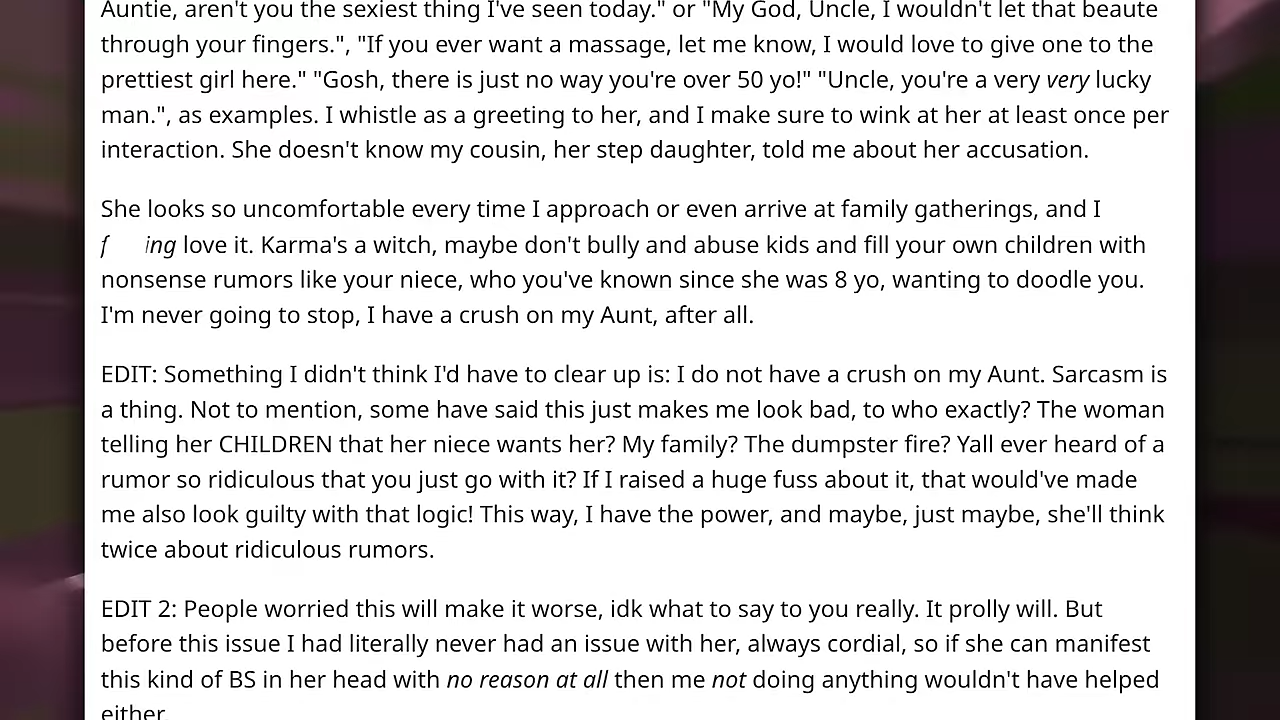 Auntie, aren't you the sexiest thing I've seen today." or "My God, Uncle, I wouldn't let that beaute
through your fingers.", "If you ever want a massage, let me know, I would love to give one to the
prettiest girl here." "Gosh, there is just no way you're over 50 yo!" "Uncle, you're a very very lucky
man.", as examples. I whistle as a greeting to her, and I make sure to wink at her at least once per
interaction. She doesn't know my cousin, her step daughter, told me about her accusation.
She looks so uncomfortable every time I approach or even arrive at family gatherings, and I
f ing love it. Karma's a witch, maybe don't bully and abuse kids and fill your own children with
nonsense rumors like your niece, who you've known since she was 8 yo, wanting to doodle you.
I'm never going to stop, I have a crush on my Aunt, after all.
EDIT: Something I didn't think I'd have to clear up is: I do not have a crush on my Aunt. Sarcasm is
a thing. Not to mention, some have said this just makes me look bad, to who exactly? The woman
telling her CHILDREN that her niece wants her? My family? The dumpster fire? Yall ever heard of a
rumor so ridiculous that you just go with it? If I raised a huge fuss about it, that would've made
me also look guilty with that logic! This way, I have the power, and maybe, just maybe, she'll think
twice about ridiculous rumors.
EDIT 2: People worried this will make it worse, idk what to say to you really. It prolly will. But
before this issue I had literally never had an issue with her, always cordial, so if she can manifest
this kind of BS in her head with no reason at all then me not doing anything wouldn't have helped
either.